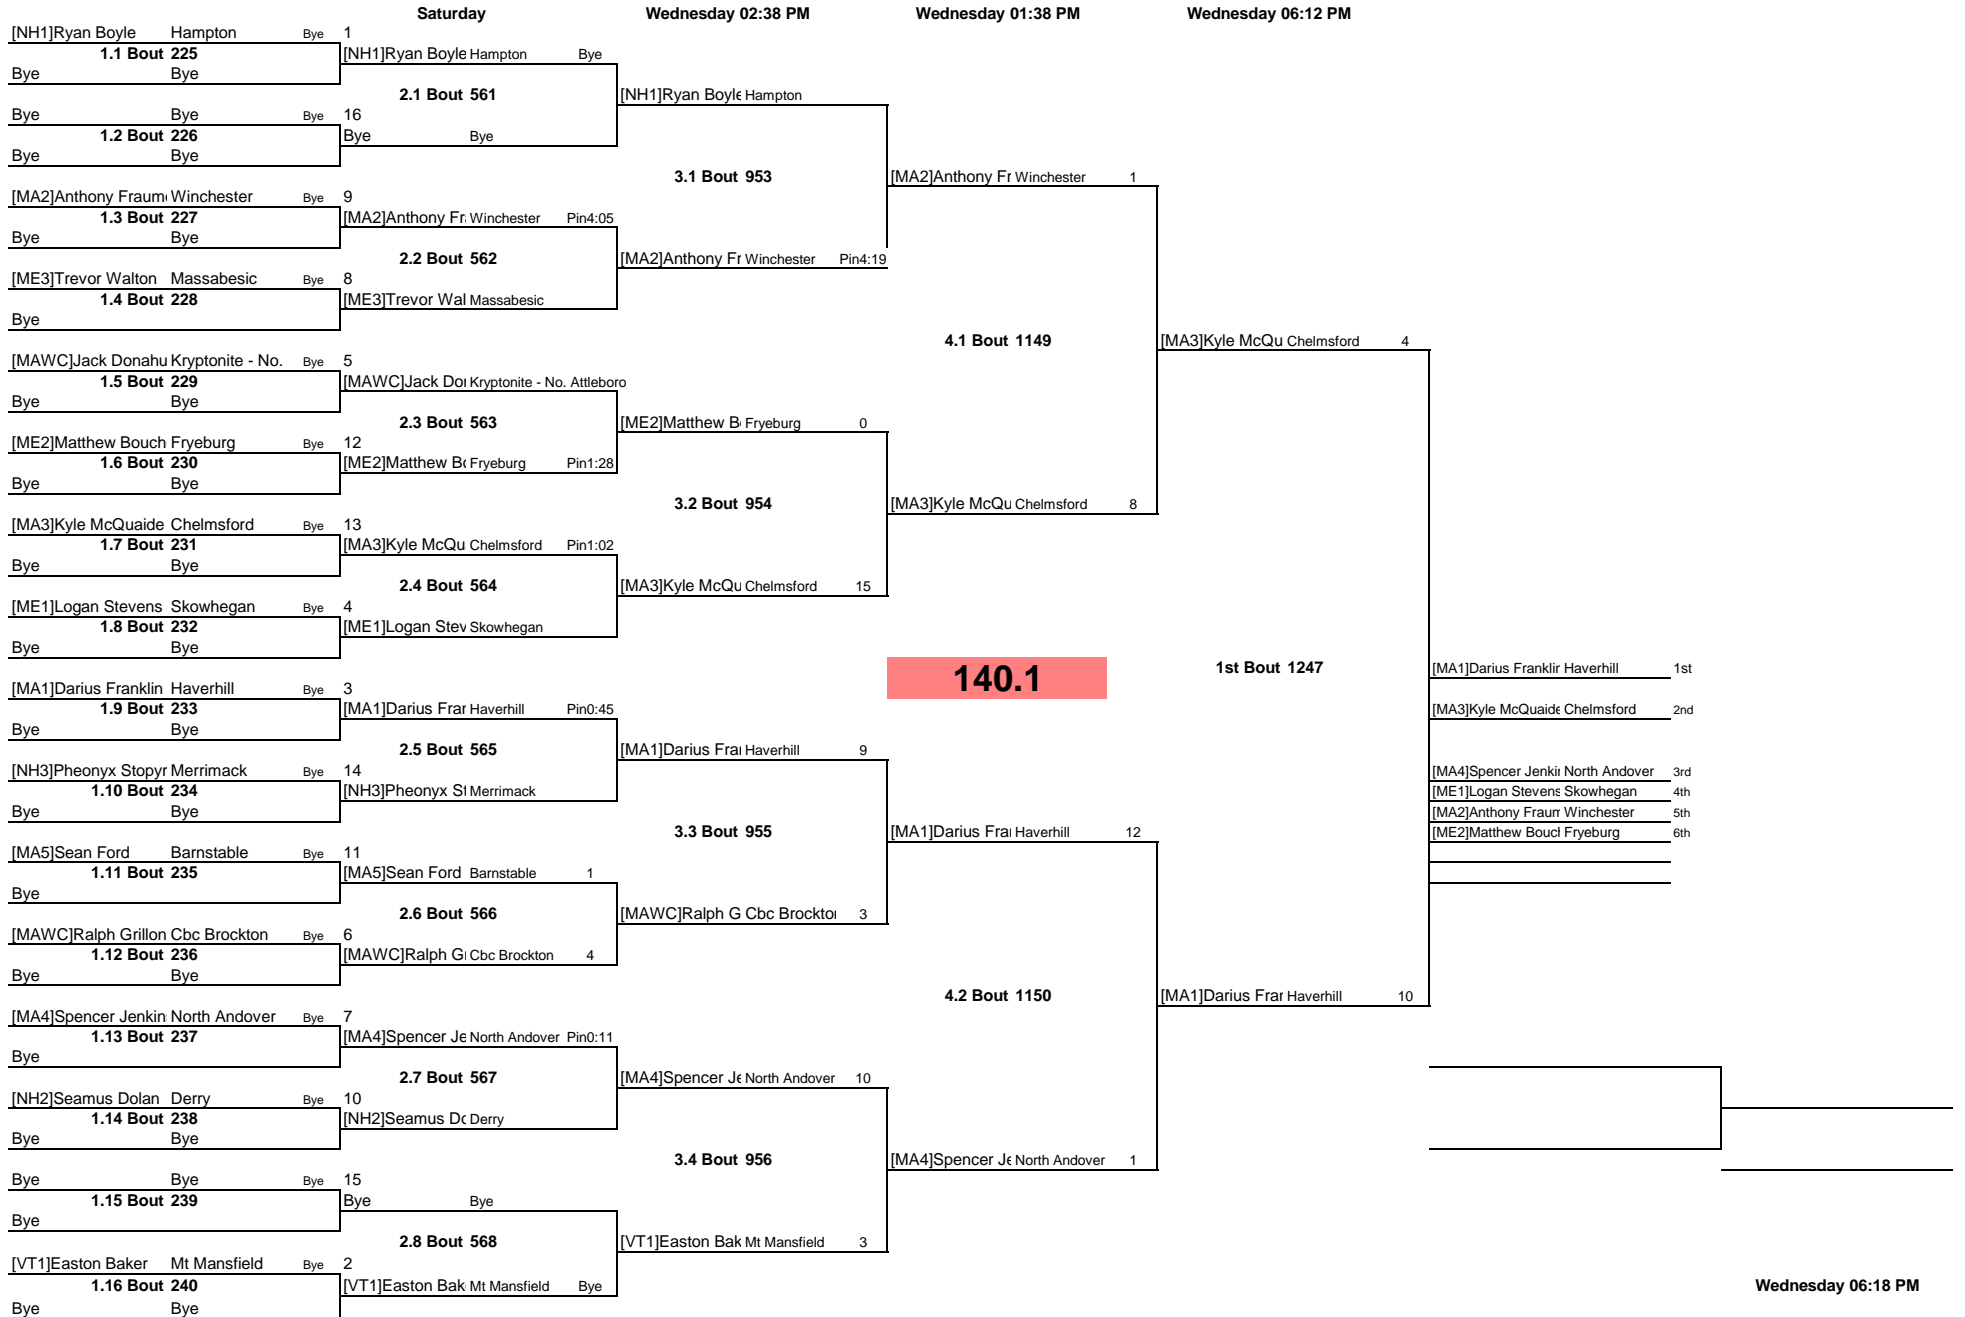 Saturday Wednesday 02:38 PM Wednesday 01:38 PM Wednesday 06:12 PM
[NH1]Ryan Boyle Hampton Bye 1
1.1 Bout 225 [NH1]Ryan Boyle Hampton Bye
Bye Bye
2.1 Bout 561 [NH1]Ryan Boyle Hampton
Bye Bye Bye 16
1.2 Bout 226 Bye Bye
Bye Bye
3.1 Bout 953 [MA2]Anthony Fr Winchester 1
[MA2]Anthony Fraum Winchester Bye 9
1.3 Bout 227 [MA2]Anthony Fr Winchester Pin4:05
Bye Bye
2.2 Bout 562 [MA2]Anthony Fr Winchester Pin4:19
[ME3]Trevor Walton Massabesic Bye 8
1.4 Bout 228 [ME3]Trevor Wal Massabesic
Bye
4.1 Bout 1149 [MA3]Kyle McQu Chelmsford 4
[MAWC]Jack Donahu Kryptonite - No. Bye 5
1.5 Bout 229 [MAWC]Jack Do Kryptonite - No. Attleboro
Bye Bye
2.3 Bout 563 [ME2]Matthew B Fryeburg 0
[ME2]Matthew Bouch Fryeburg Bye 12
1.6 Bout 230 [ME2]Matthew Bo Fryeburg Pin1:28
Bye Bye
3.2 Bout 954 [MA3]Kyle McQu Chelmsford 8
[MA3]Kyle McQuaide Chelmsford Bye 13
1.7 Bout 231 [MA3]Kyle McQu Chelmsford Pin1:02
Bye Bye
2.4 Bout 564 [MA3]Kyle McQu Chelmsford 15
[ME1]Logan Stevens Skowhegan Bye 4
1.8 Bout 232 [ME1]Logan Stev Skowhegan
Bye Bye
140.1 1st Bout 1247 [MA1]Darius Franklin Haverhill 1st
[MA1]Darius Franklin Haverhill Bye 3
1.9 Bout 233 [MA1]Darius Fran Haverhill Pin0:45 [MA3]Kyle McQuaide Chelmsford 2nd
Bye
2.5 Bout 565 [MA1]Darius Fra Haverhill 9
[NH3]Pheonyx Stopyr Merrimack Bye 14 [MA4]Spencer Jenki North Andover 3rd
1.10 Bout 234 [NH3]Pheonyx St Merrimack [ME1]Logan Stevens Skowhegan 4th
Bye Bye [MA2]Anthony Fraum Winchester 5th
3.3 Bout 955 [MA1]Darius Fra Haverhill 12 [ME2]Matthew Bouch Fryeburg 6th
[MA5]Sean Ford Barnstable Bye 11
1.11 Bout 235 [MA5]Sean Ford Barnstable 1
Bye
2.6 Bout 566 [MAWC]Ralph G Cbc Brockton 3
[MAWC]Ralph Grillon Cbc Brockton Bye 6
1.12 Bout 236 [MAWC]Ralph G Cbc Brockton 4
Bye Bye
4.2 Bout 1150 [MA1]Darius Fran Haverhill 10
[MA4]Spencer Jenkin North Andover Bye 7
1.13 Bout 237 [MA4]Spencer Je North Andover Pin0:11
Bye
2.7 Bout 567 [MA4]Spencer Je North Andover 10
[NH2]Seamus Dolan Derry Bye 10
1.14 Bout 238 [NH2]Seamus Do Derry
Bye Bye
3.4 Bout 956 [MA4]Spencer Je North Andover 1
Bye Bye Bye 15
1.15 Bout 239 Bye Bye
Bye
2.8 Bout 568 [VT1]Easton Bak Mt Mansfield 3
[VT1]Easton Baker Mt Mansfield Bye 2
1.16 Bout 240 [VT1]Easton Bak Mt Mansfield Bye Wednesday 06:18 PM
Bye Bye